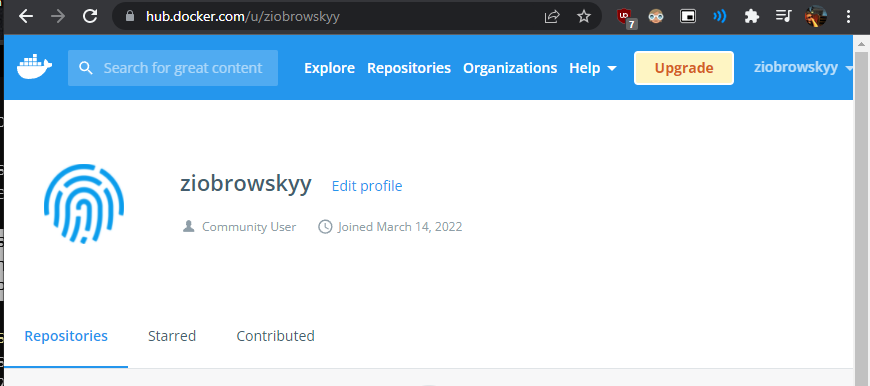 hub.docker.com/u/ziobrowskyy
7
Search for great content
Explore Repositories Organizations Help Upgrade ziobrowskyy
ziobrowskyy Edit profile
Community User Joined March 14, 2022
Repositories Starred Contributed